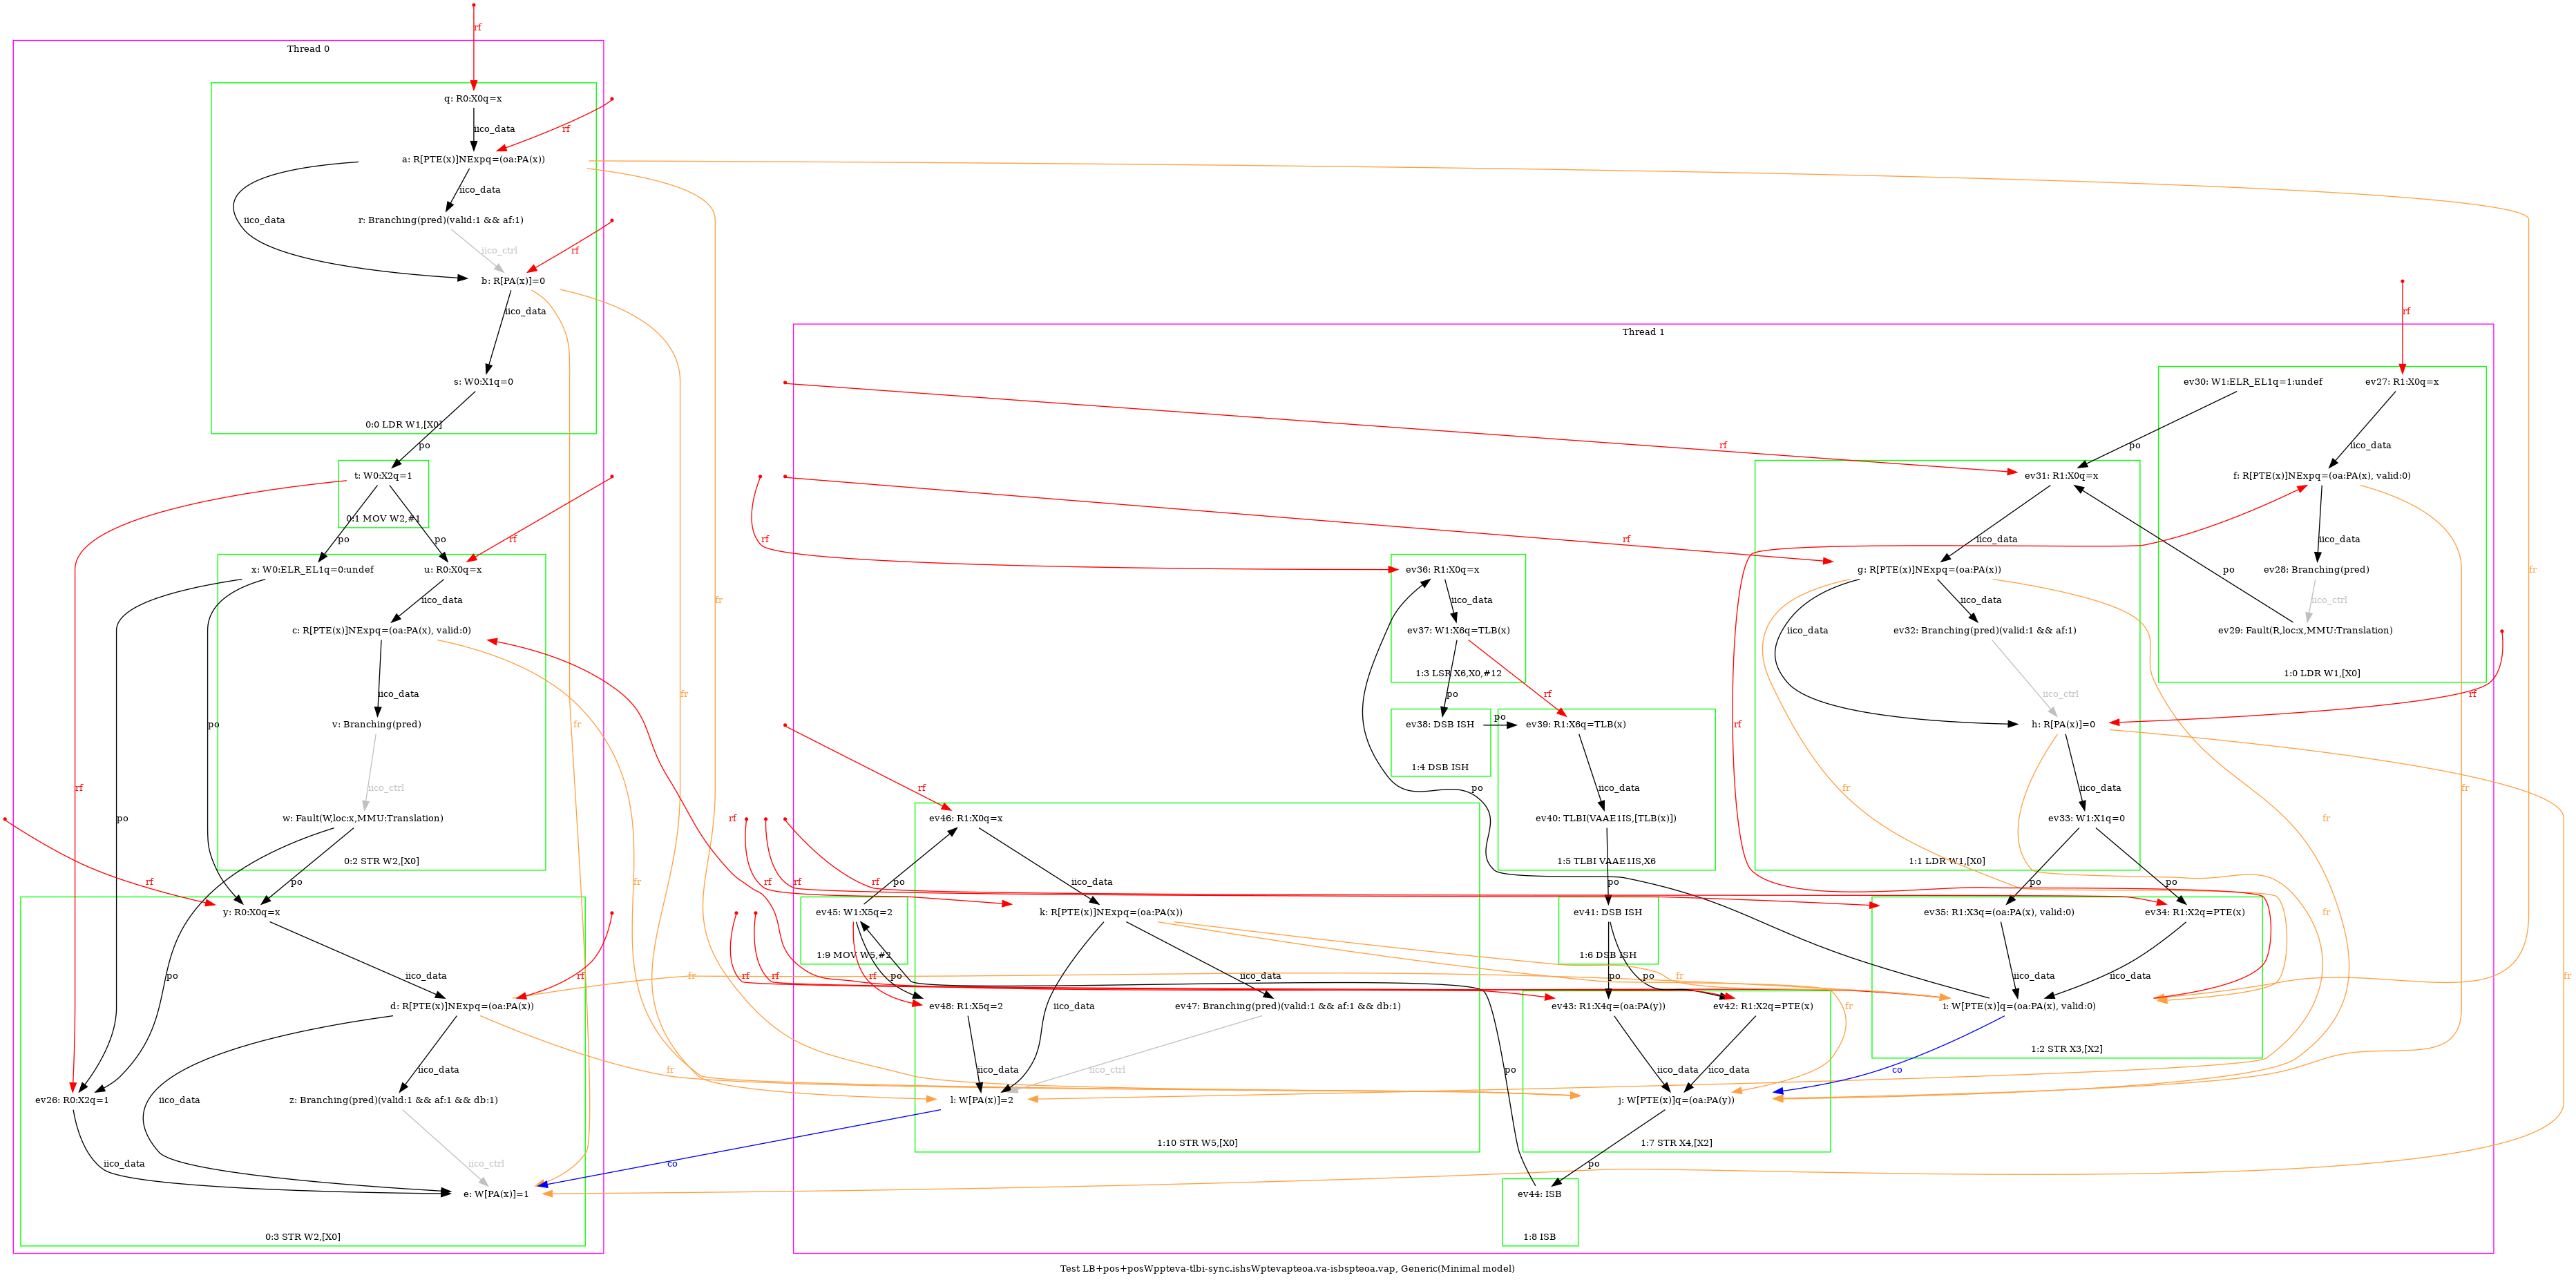 rf
Thread 0
q: R0:X0q=x
iico_data
rf
a: R[PTE(x)]NExpq=(oa:PA(x))
iico_data
iico_data
r: Branching(pred)(valid:1 && af:1)
iico_ctrl
rf
b: R[PA(x)]=0
iico_data
s: W0:X1q=0
0:0 LDR W1,[X0]
po
t: W0:X2q=1
0:1 MOV W2,#1
po
po
rf
x: W0:ELR_EL1q=0:undef
u: R0:X0q=x
iico_data
c: R[PTE(x)]NExpq=(oa:PA(x), valid:0)
iico_data
v: Branching(pred)
iico_ctrl
w: Fault(W,loc:x,MMU:Translation)
0:2 STR W2,[X0]
rf
po
po
po
po
rf
y: R0:X0q=x
iico_data
rf
d: R[PTE(x)]NExpq=(oa:PA(x))
iico_data
iico_data
ev26: R0:X2q=1
z: Branching(pred)(valid:1 && af:1 && db:1)
iico_data
iico_ctrl
e: W[PA(x)]=1
0:3 STR W2,[X0]
fr
fr
fr
fr
fr
fr
fr
fr
co
Thread 1
rf
ev30: W1:ELR_EL1q=1:undef
ev27: R1:X0q=x
po
iico_data
f: R[PTE(x)]NExpq=(oa:PA(x), valid:0)
iico_data
ev28: Branching(pred)
iico_ctrl
ev29: Fault(R,loc:x,MMU:Translation)
1:0 LDR W1,[X0]
po
rf
rf
ev31: R1:X0q=x
iico_data
rf
g: R[PTE(x)]NExpq=(oa:PA(x))
iico_data
iico_data
ev32: Branching(pred)(valid:1 && af:1)
iico_ctrl
rf
h: R[PA(x)]=0
iico_data
ev33: W1:X1q=0
1:1 LDR W1,[X0]
po
po
fr
fr
fr
fr
fr
fr
rf
ev36: R1:X0q=x
iico_data
ev37: W1:X6q=TLB(x)
1:3 LSR X6,X0,#12
po
rf
ev38: DSB ISH
1:4 DSB ISH
po
ev39: R1:X6q=TLB(x)
iico_data
ev40: TLBI(VAAE1IS,[TLB(x)])
1:5 TLBI VAAE1IS,X6
po
po
ev41: DSB ISH
1:6 DSB ISH
po
po
rf
ev46: R1:X0q=x
iico_data
rf
rf
rf
rf
po
ev45: W1:X5q=2
1:9 MOV W5,#2
k: R[PTE(x)]NExpq=(oa:PA(x))
rf
po
iico_data
iico_data
ev48: R1:X5q=2
ev47: Branching(pred)(valid:1 && af:1 && db:1)
iico_data
iico_ctrl
l: W[PA(x)]=2
1:10 STR W5,[X0]
rf
rf
ev43: R1:X4q=(oa:PA(y))
ev42: R1:X2q=PTE(x)
iico_data
iico_data
j: W[PTE(x)]q=(oa:PA(y))
1:7 STR X4,[X2]
po
po
ev44: ISB
1:8 ISB
ev35: R1:X3q=(oa:PA(x), valid:0)
ev34: R1:X2q=PTE(x)
iico_data
iico_data
i: W[PTE(x)]q=(oa:PA(x), valid:0)
1:2 STR X3,[X2]
co
fr
Test LB+pos+posWppteva-tlbi-sync.ishsWptevapteoa.va-isbspteoa.vap, Generic(Minimal model)